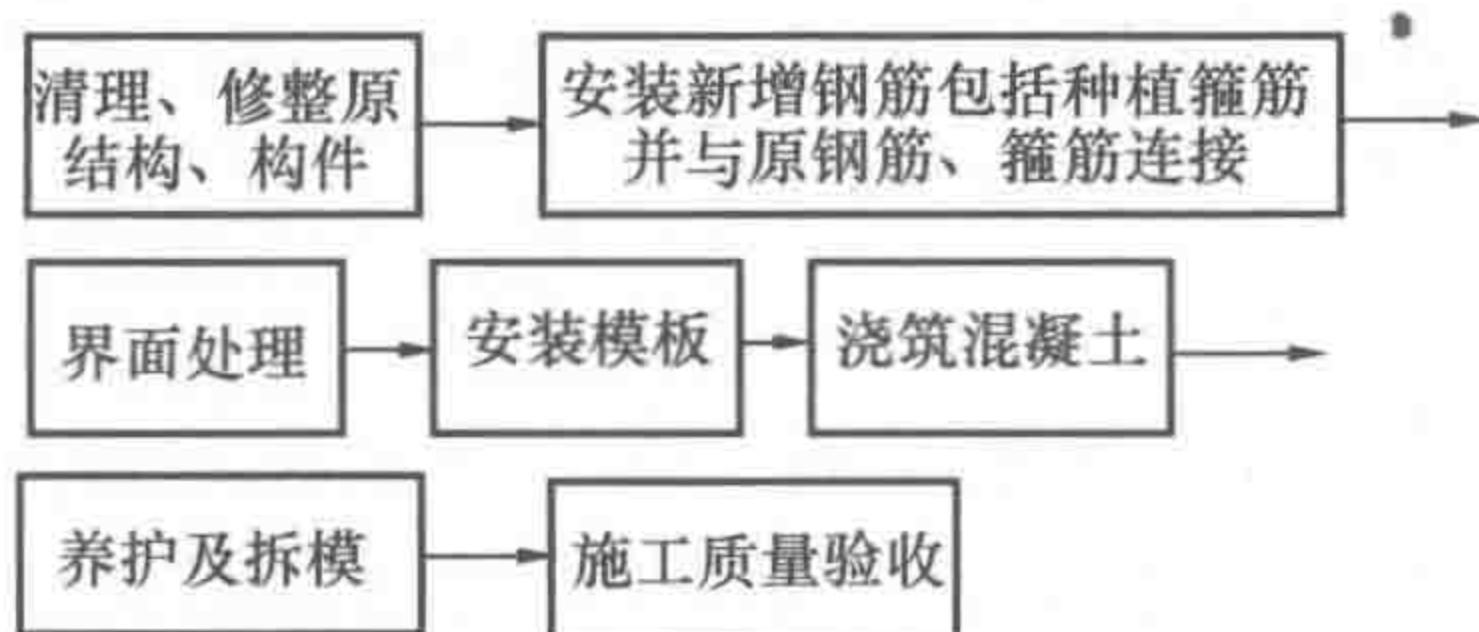 清理、修整原
结构、构件
安装新增钢筋包括种植箍筋
并与原钢筋、箍筋连接
界面处理
安装模板
浇筑混凝土
养护及拆模
施工质量验收